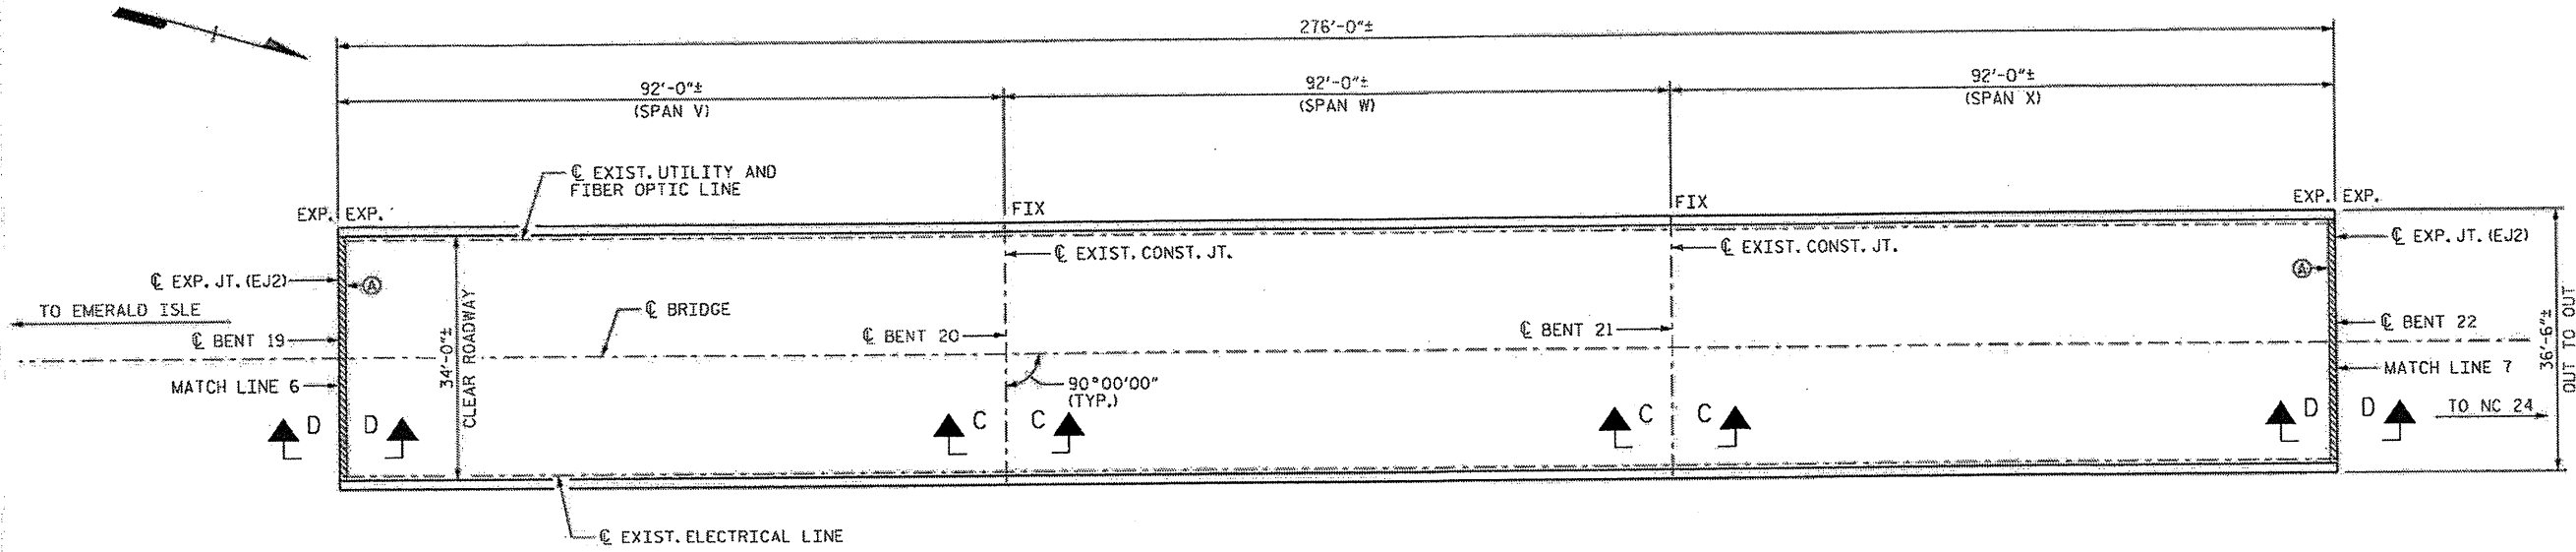 276'-0"±
92'-0"±
(SPAN V)
92'-0"±
(SPAN W)
92'-0"±
(SPAN X)
℄ EXIST. UTILITY AND
FIBER OPTIC LINE
EXP. EXP.
FIX
FIX
EXP. EXP.
℄ EXIST. CONST. JT.
℄ EXIST. CONST. JT.
℄ EXP. JT. (EJ2)
℄ EXP. JT. (EJ2)
A
A
TO EMERALD ISLE
℄ BRIDGE
℄ BENT 19
℄ BENT 20
℄ BENT 21
℄ BENT 22
34'-0"±
CLEAR ROADWAY
36'-6"±
OUT TO OUT
MATCH LINE 6
90°00'00"
(TYP.)
MATCH LINE 7
D D
C C
C C
D D
TO NC 24
℄ EXIST. ELECTRICAL LINE